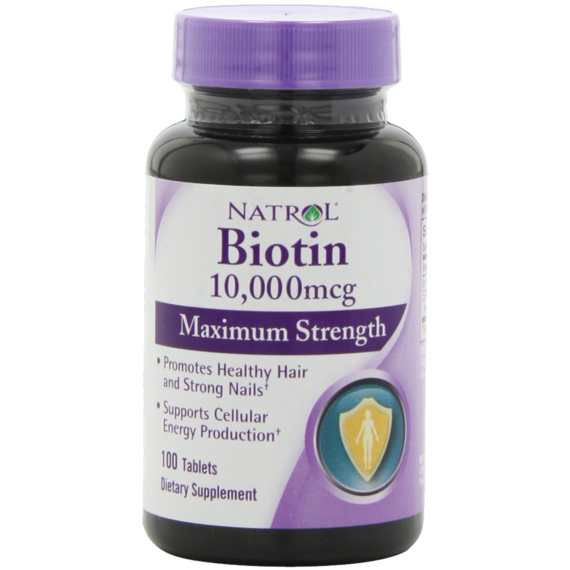 NATROL®
Biotin
10,000mcg
Maximum Strength
• Promotes Healthy Hair
and Strong Nails†
• Supports Cellular
Energy Production†
100 Tablets
Dietary Supplement